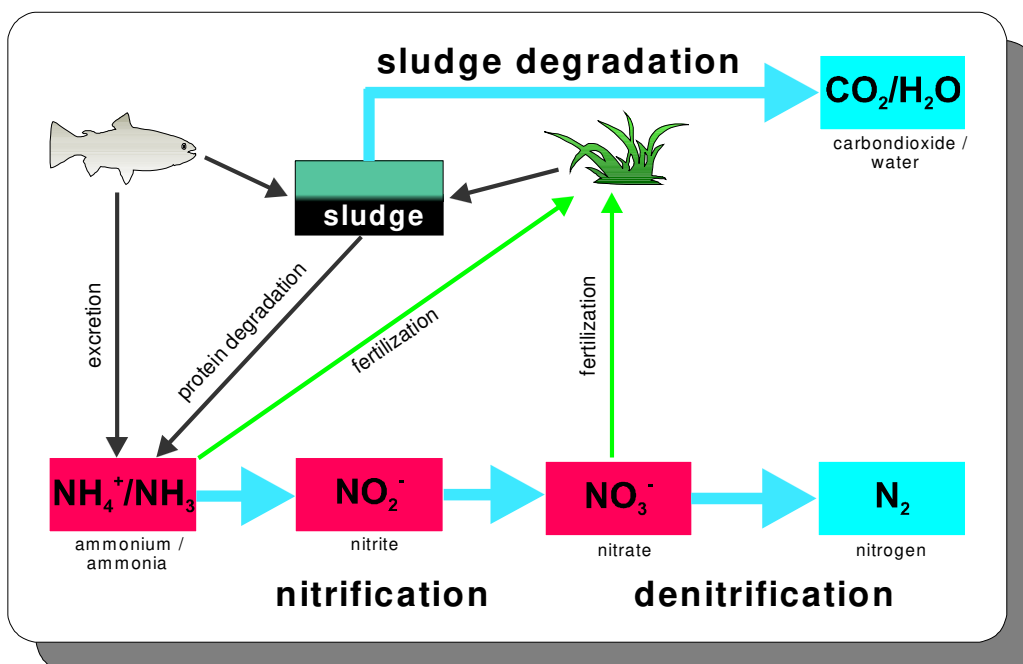 sludge degradation
CO₂/H₂O
carbondioxide /
water
sludge
excretion
protein degradation
fertilization
fertilization
NH₄⁺/NH₃
NO₂⁻
NO₃⁻
N₂
ammonium /
ammonia
nitrite
nitrate
nitrogen
nitrification
denitrification